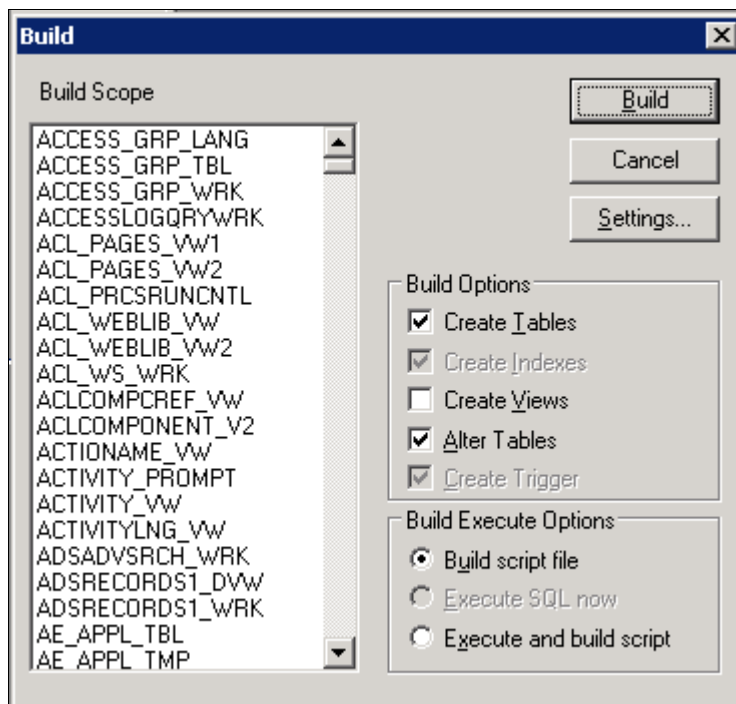 Build
Build Scope
ACCESS_GRP_LANG
ACCESS_GRP_TBL
ACCESS_GRP_WRK
ACCESSLOGQRYWRK
ACL_PAGES_VW1
ACL_PAGES_VW2
ACL_PRCSRUNCNTL
ACL_WEBLIB_VW
ACL_WEBLIB_VW2
ACL_WS_WRK
ACLCOMPCREF_VW
ACLCOMPONENT_V2
ACTIONAME_VW
ACTIVITY_PROMPT
ACTIVITY_VW
ACTIVITYLNG_VW
ADSADVSRCH_WRK
ADSRECORDS1_DVW
ADSRECORDS1_WRK
AE_APPL_TBL
AE_APPL_TMP
Build
Cancel
Settings...
Build Options
Create Tables
Create Indexes
Create Views
Alter Tables
Create Trigger
Build Execute Options
Build script file
Execute SQL now
Execute and build script